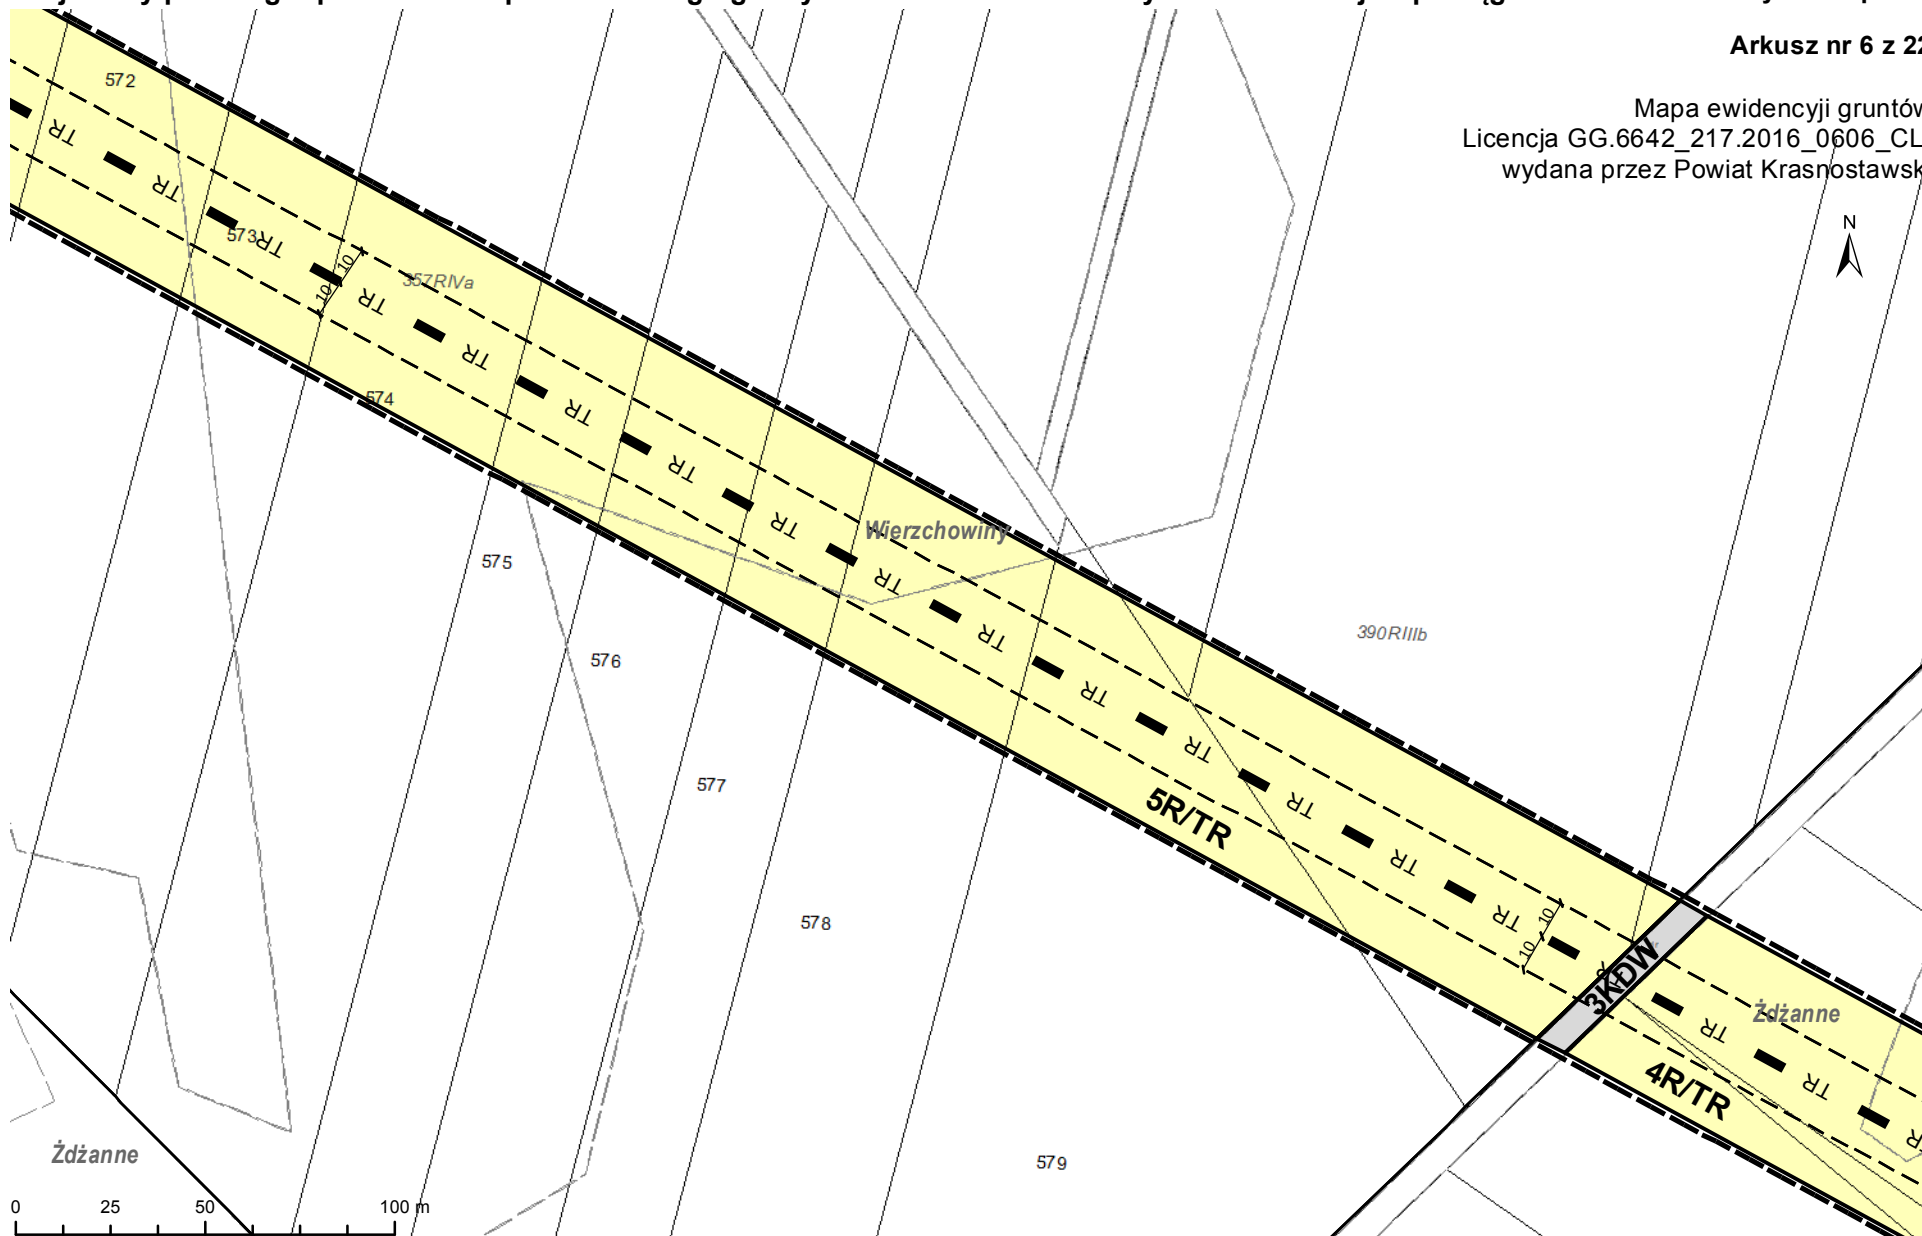 Arkusz nr 6 z 22
Mapa ewidencyji gruntów
Licencja GG.6642_217.2016_0606_CL
wydana przez Powiat Krasnostawsk
N
572
TR
TR
573
TR
10
10
357RIVa
TR
574
TR
TR
TR
TR
Wierzchowiny
575
TR
576
TR
390RIIIb
TR
577
TR
5R/TR
TR
TR
578
TR
10
10
3KDW
Żdżanne
TR
4R/TR
TR
579
Żdżanne
0 25 50 100 m